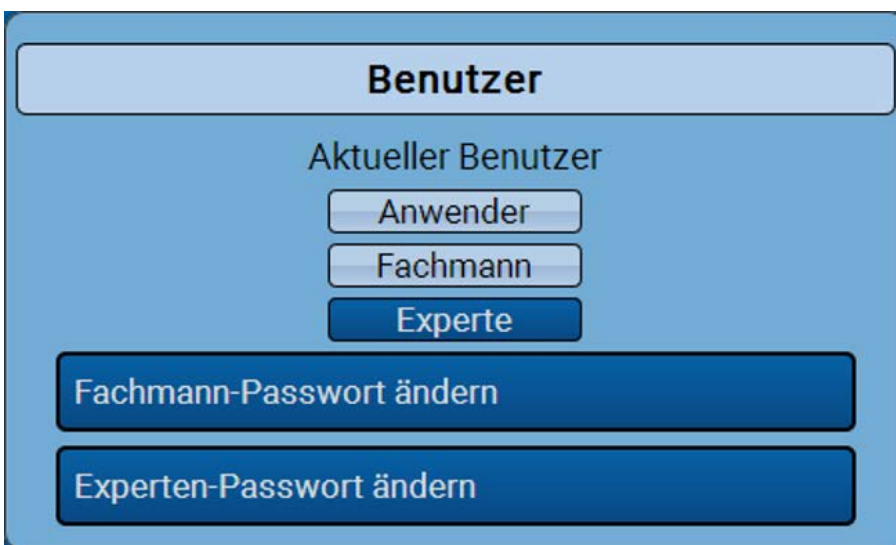 Benutzer
Aktueller Benutzer
Anwender
Fachmann
Experte
Fachmann-Passwort ändern
Experten-Passwort ändern